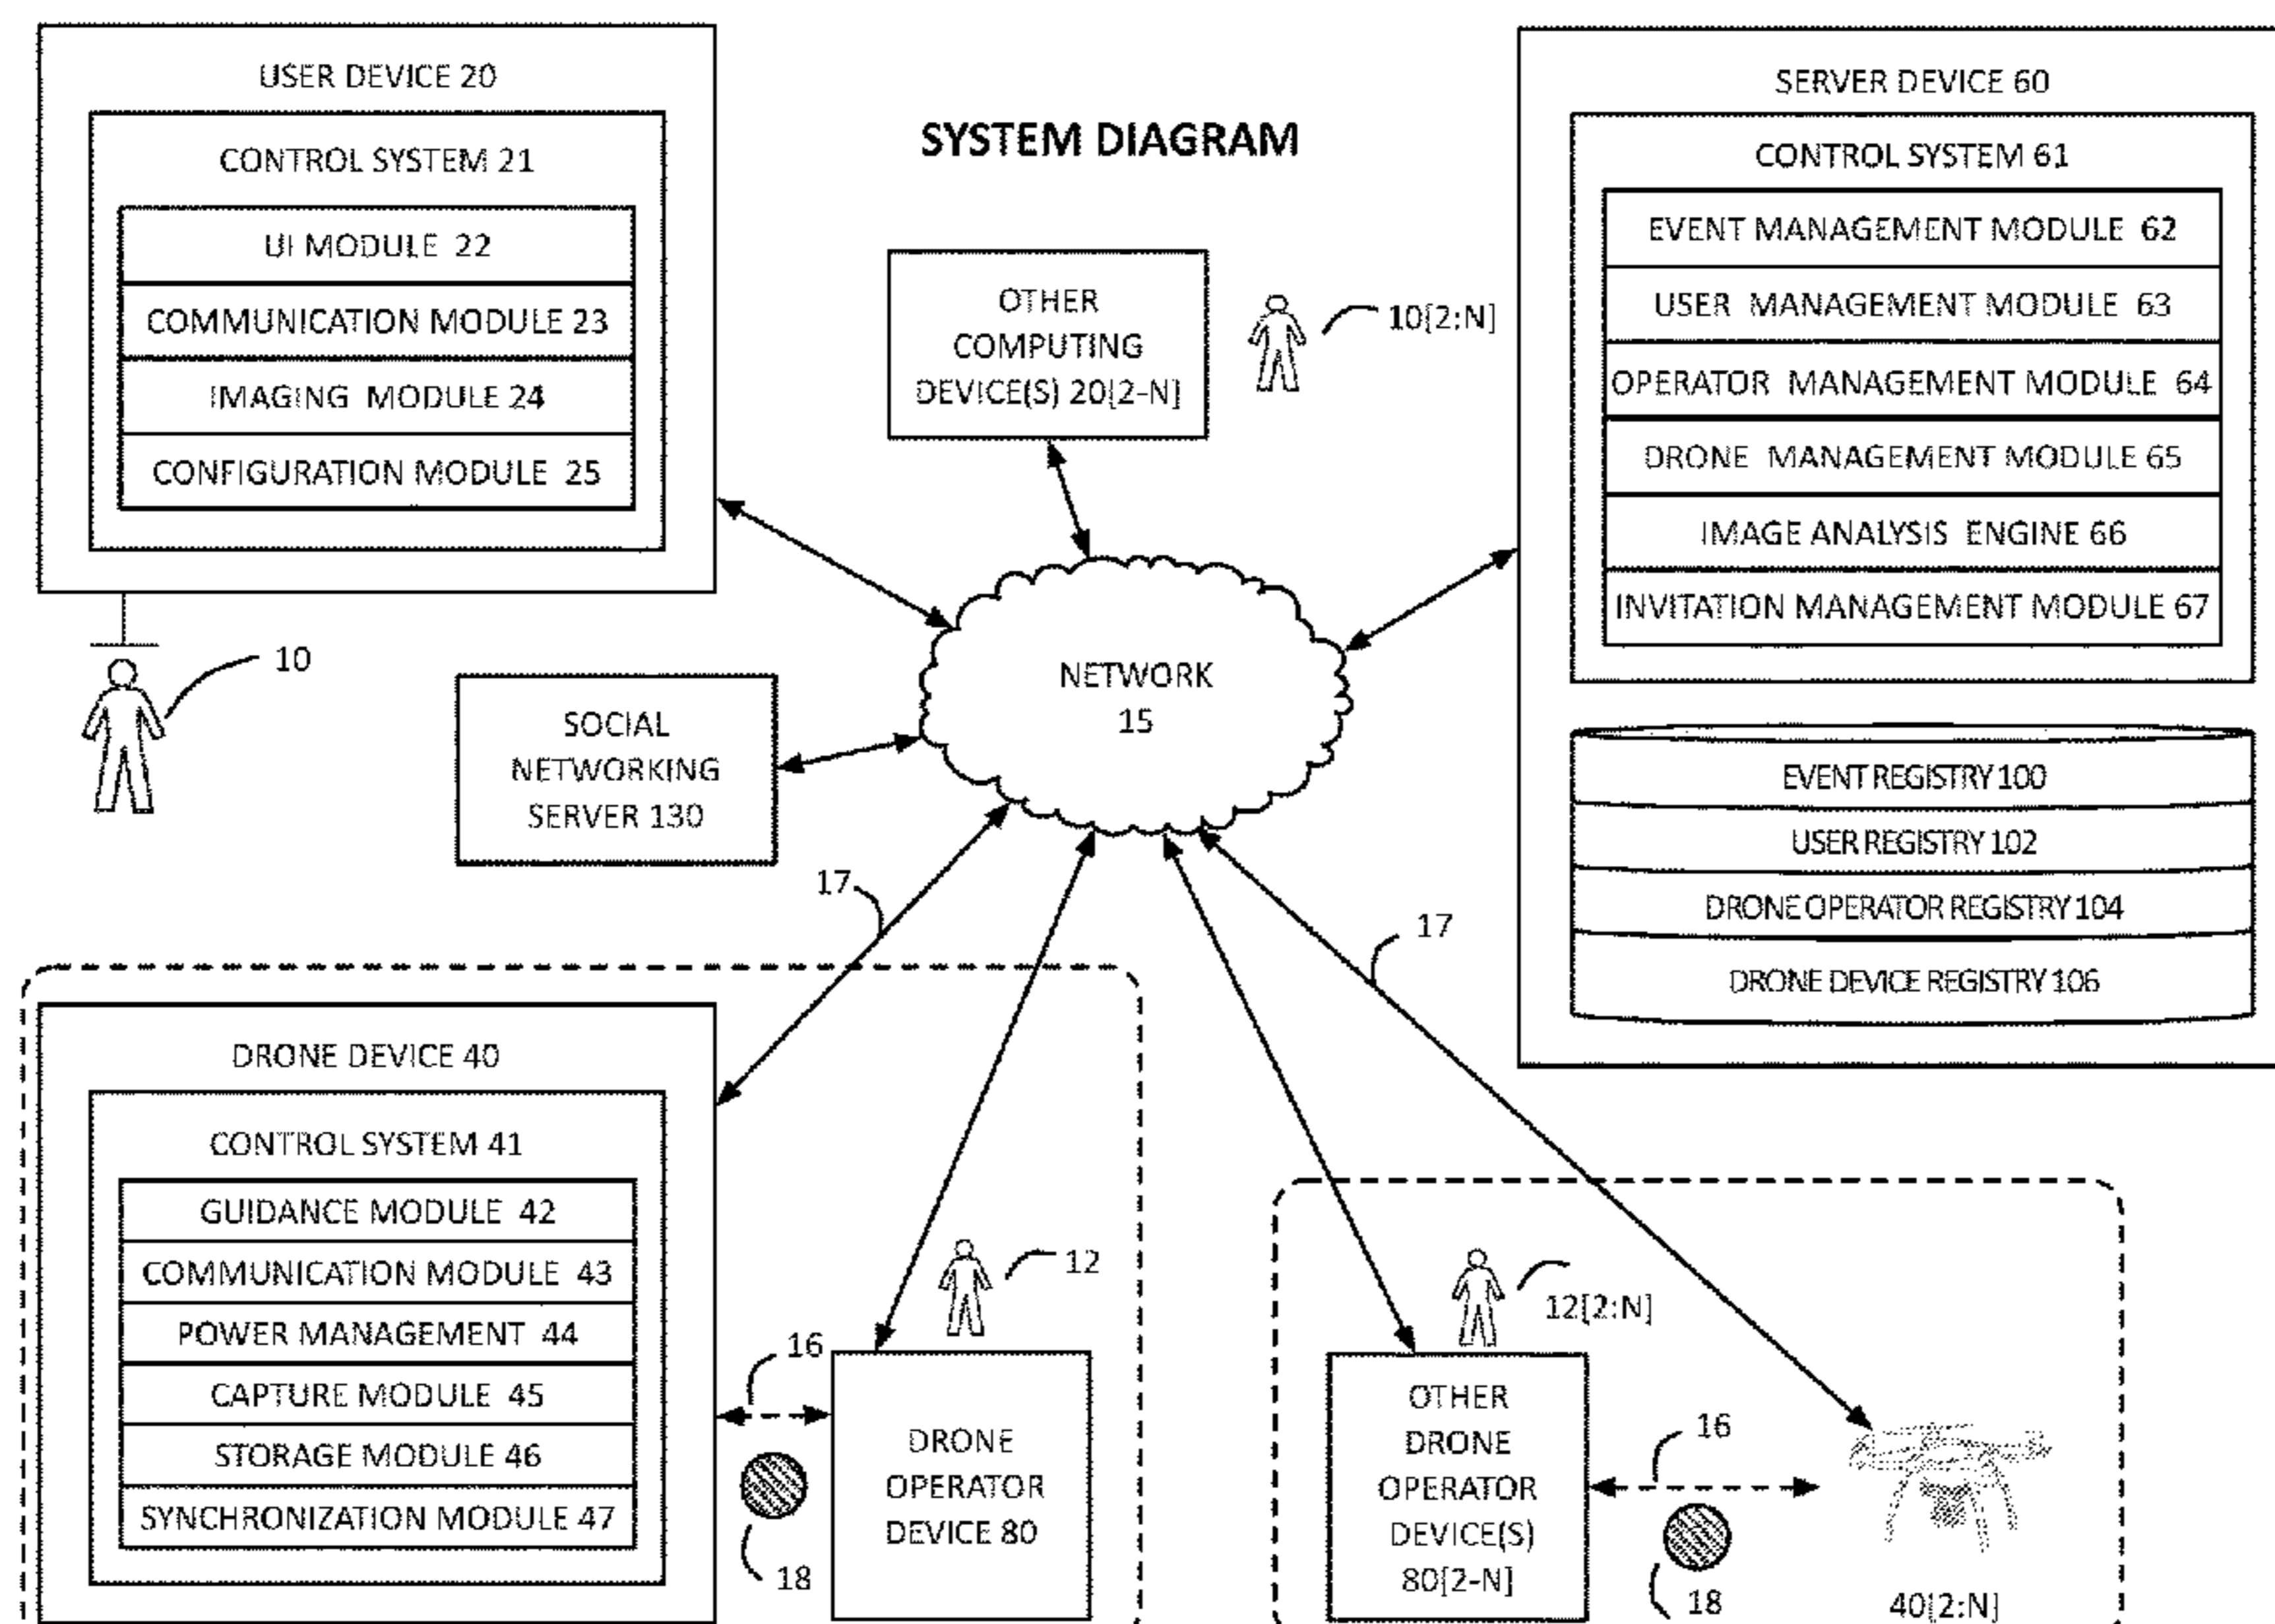 SYSTEM DIAGRAM
USER DEVICE 20
CONTROL SYSTEM 21
UI MODULE 22
COMMUNICATION MODULE 23
IMAGING MODULE 24
CONFIGURATION MODULE 25
10
OTHER
COMPUTING
DEVICE(S) 20[2-N]
10[2:N]
SERVER DEVICE 60
CONTROL SYSTEM 61
EVENT MANAGEMENT MODULE 62
USER MANAGEMENT MODULE 63
OPERATOR MANAGEMENT MODULE 64
DRONE MANAGEMENT MODULE 65
IMAGE ANALYSIS ENGINE 66
INVITATION MANAGEMENT MODULE 67
EVENT REGISTRY 100
USER REGISTRY 102
DRONE OPERATOR REGISTRY 104
DRONE DEVICE REGISTRY 106
SOCIAL
NETWORKING
SERVER 130
NETWORK
15
17
17
DRONE DEVICE 40
CONTROL SYSTEM 41
GUIDANCE MODULE 42
COMMUNICATION MODULE 43
POWER MANAGEMENT 44
CAPTURE MODULE 45
STORAGE MODULE 46
SYNCHRONIZATION MODULE 47
16
18
12
DRONE
OPERATOR
DEVICE 80
12[2:N]
OTHER
DRONE
OPERATOR
DEVICE(S)
80[2-N]
16
18
40[2:N]